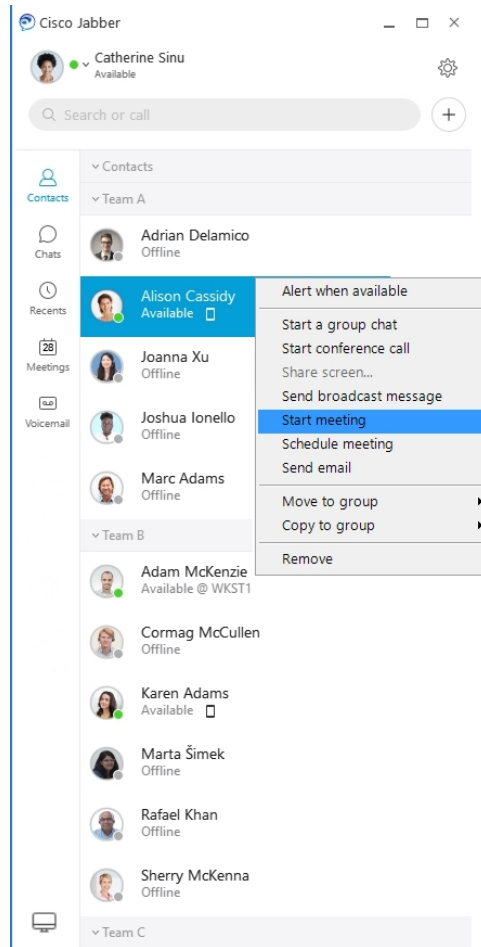 Cisco Jabber
Catherine Sinu
Available
Search or call
Contacts
Chats
Recents
28
Meetings
Voicemail
Contacts
Team A
Adrian Delamico
Offline
Alison Cassidy
Available
Joanna Xu
Offline
Joshua Ionello
Offline
Marc Adams
Offline
Alert when available
Start a group chat
Start conference call
Share screen...
Send broadcast message
Start meeting
Schedule meeting
Send email
Move to group
Copy to group
Remove
Team B
Adam McKenzie
Available @ WKST1
Cormag McCullen
Offline
Karen Adams
Available
Marta Šimek
Offline
Rafael Khan
Offline
Sherry McKenna
Offline
Team C